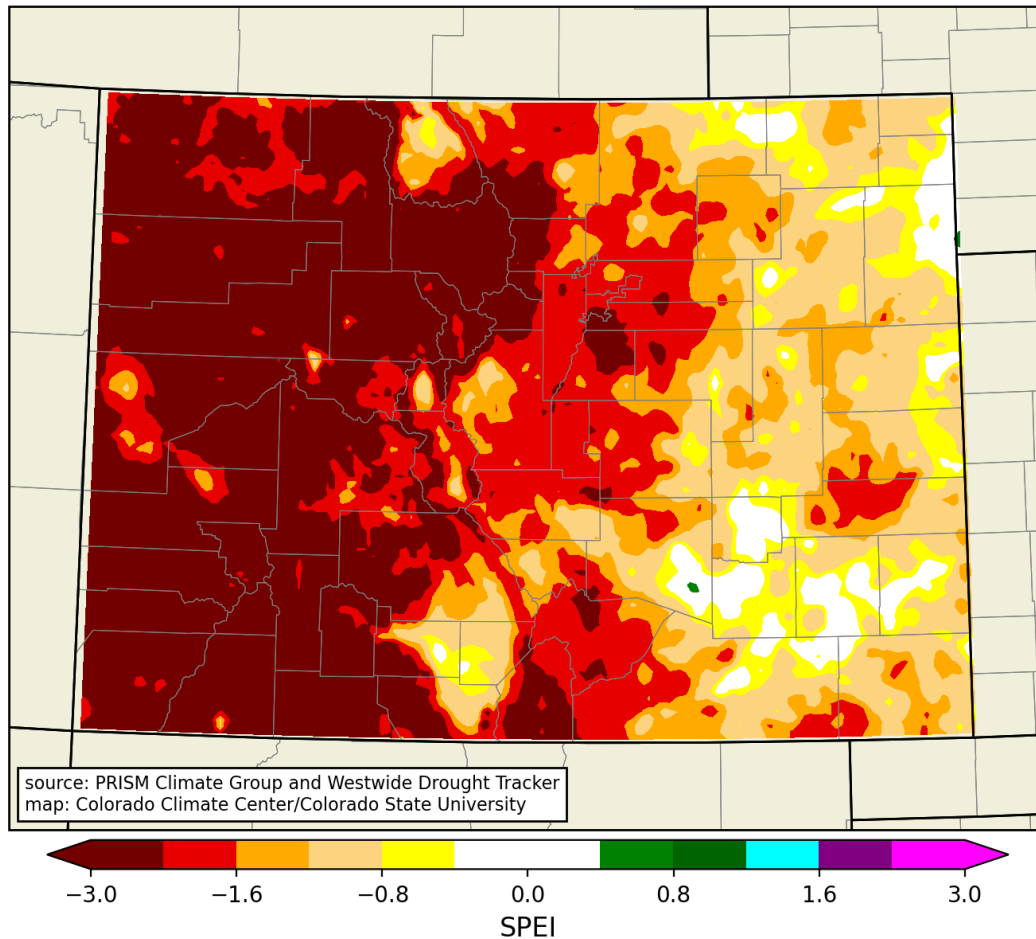 source: PRISM Climate Group and Westwide Drought Tracker
map: Colorado Climate Center/Colorado State University
−3.0 −1.6 −0.8 0.0 0.8 1.6 3.0
SPEI